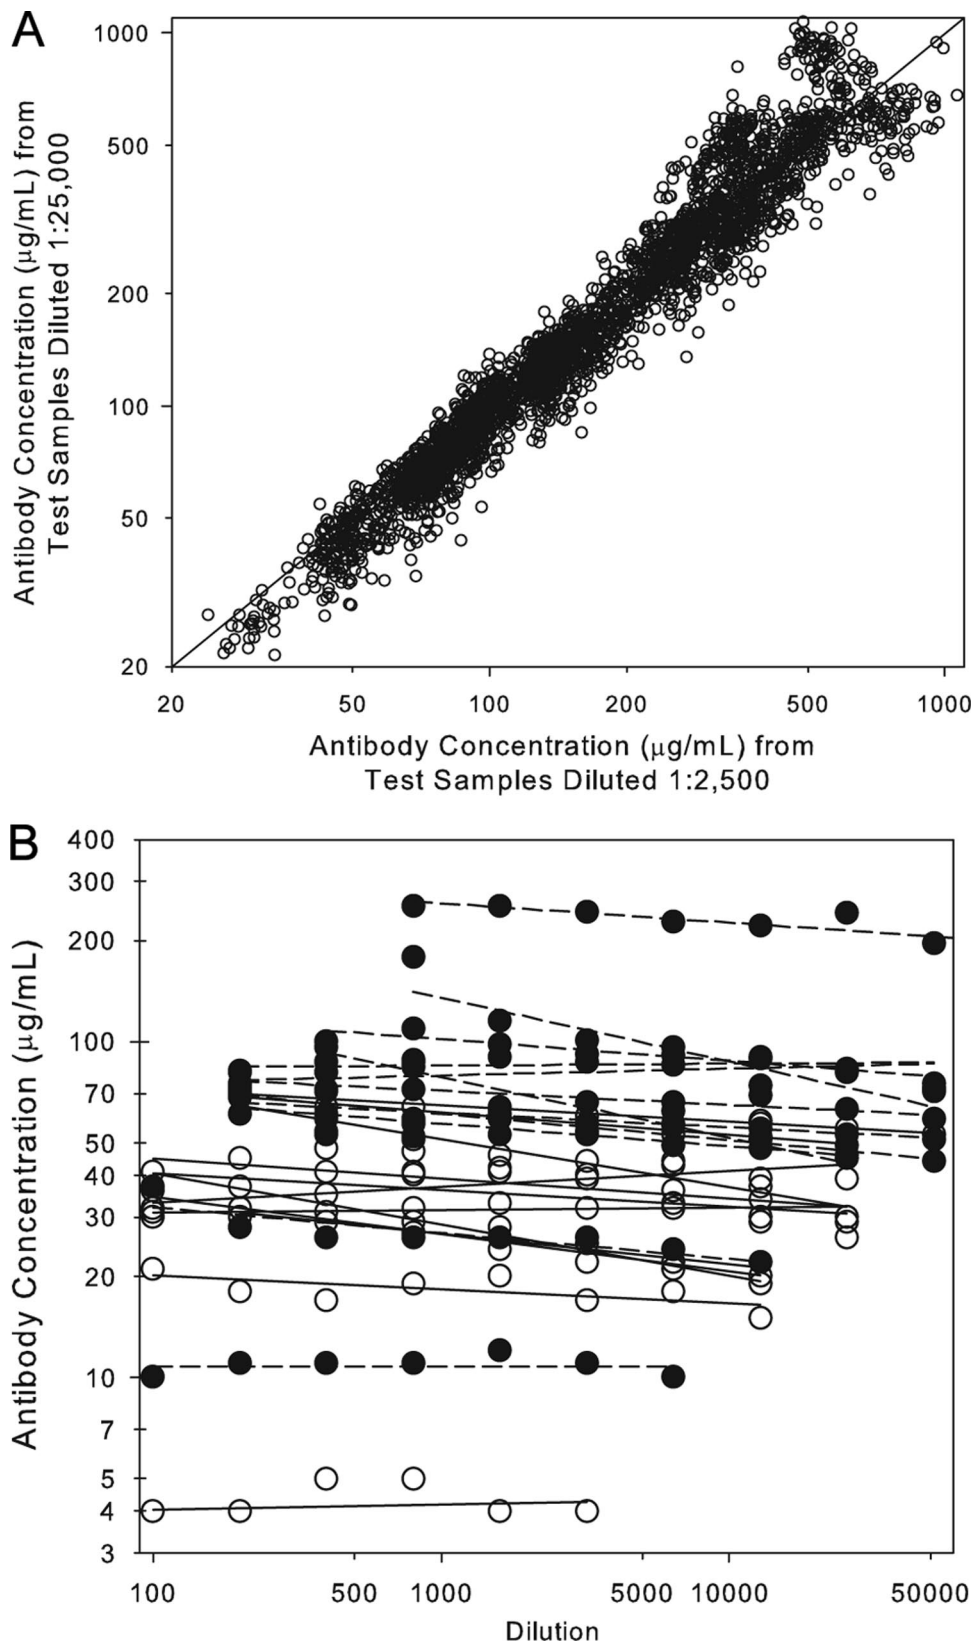 A
1000
500
200
100
50
20
Antibody Concentration (μg/mL) from
Test Samples Diluted 1:25,000
20 50 100 200 500 1000
Antibody Concentration (μg/mL) from
Test Samples Diluted 1:2,500
B
400
300
200
100
70
50
40
30
20
10
7
5
4
3
Antibody Concentration (μg/mL)
100 500 1000 5000 10000 50000
Dilution